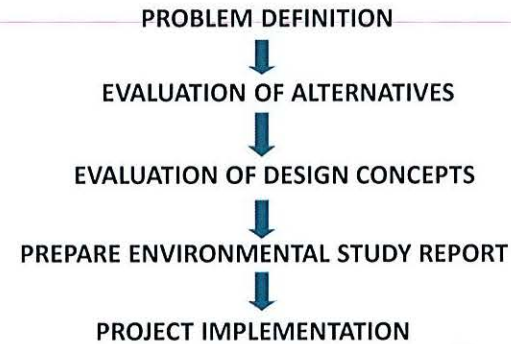 PROBLEM DEFINITION
EVALUATION OF ALTERNATIVES
EVALUATION OF DESIGN CONCEPTS
PREPARE ENVIRONMENTAL STUDY REPORT
PROJECT IMPLEMENTATION